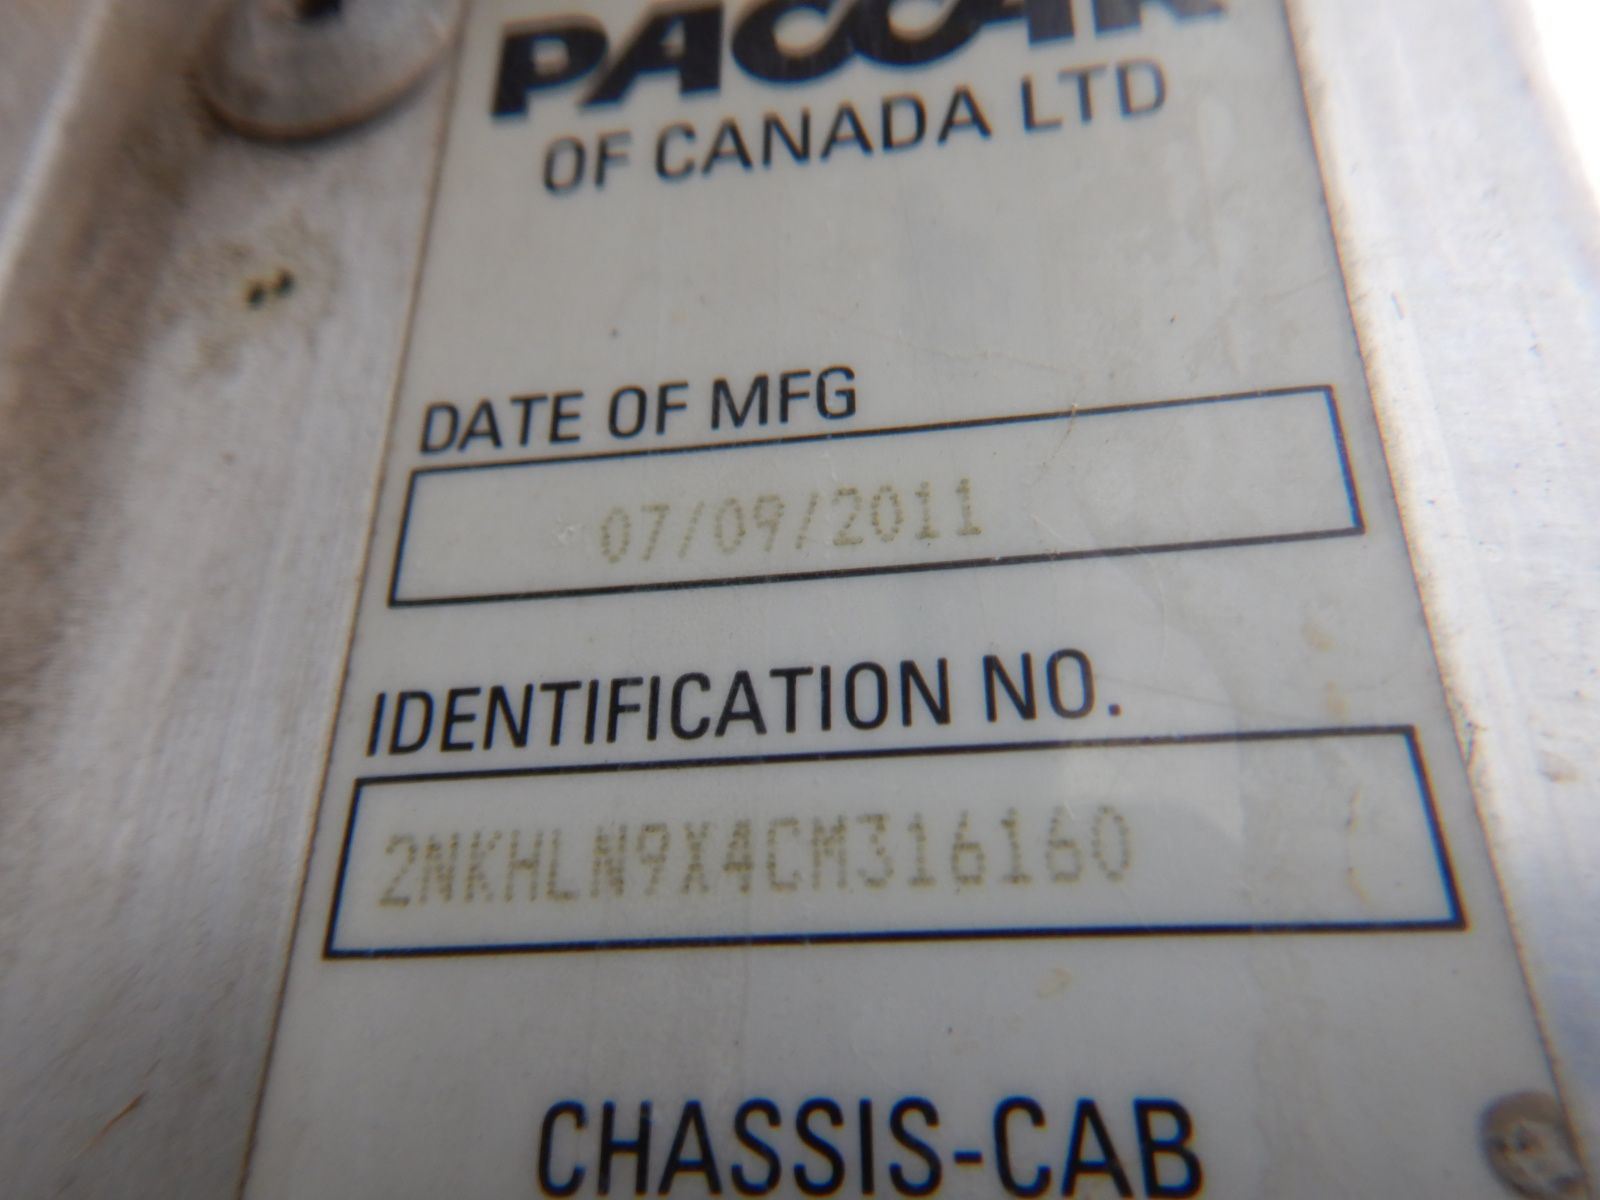 PACCAR
OF CANADA LTD
DATE OF MFG
07/09/2011
IDENTIFICATION NO.
2NKHLN9X4CM316160
CHASSIS-CAB